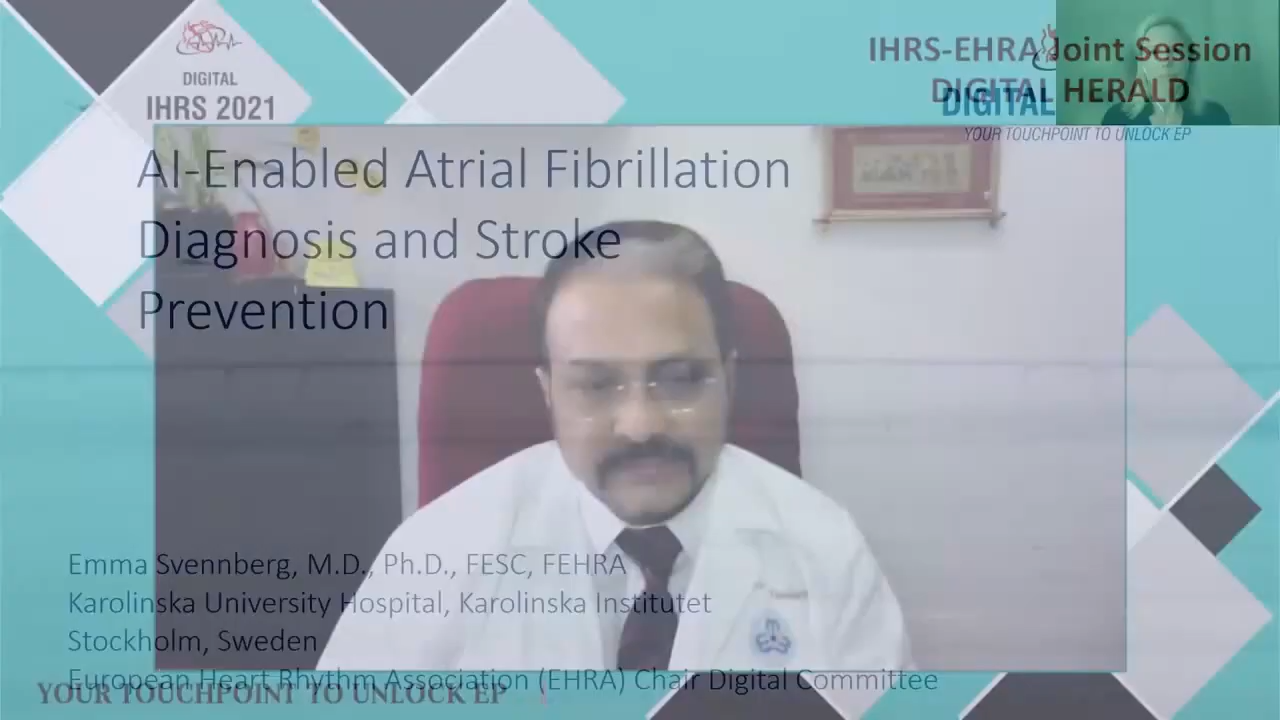 DIGITAL
IHRS 2021
IHRS-EHRA Joint Session
DIGITAL HERALD
DIGITAL
YOUR TOUCHPOINT TO UNLOCK EP
AI-Enabled Atrial Fibrillation
Diagnosis and Stroke
Prevention
Emma Svennberg, M.D., Ph.D., FESC, FEHRA
Karolinska University Hospital, Karolinska Institutet
Stockholm, Sweden
European Heart Rhythm Association (EHRA) Chair Digital Committee
YOUR TOUCHPOINT TO UNLOCK EP